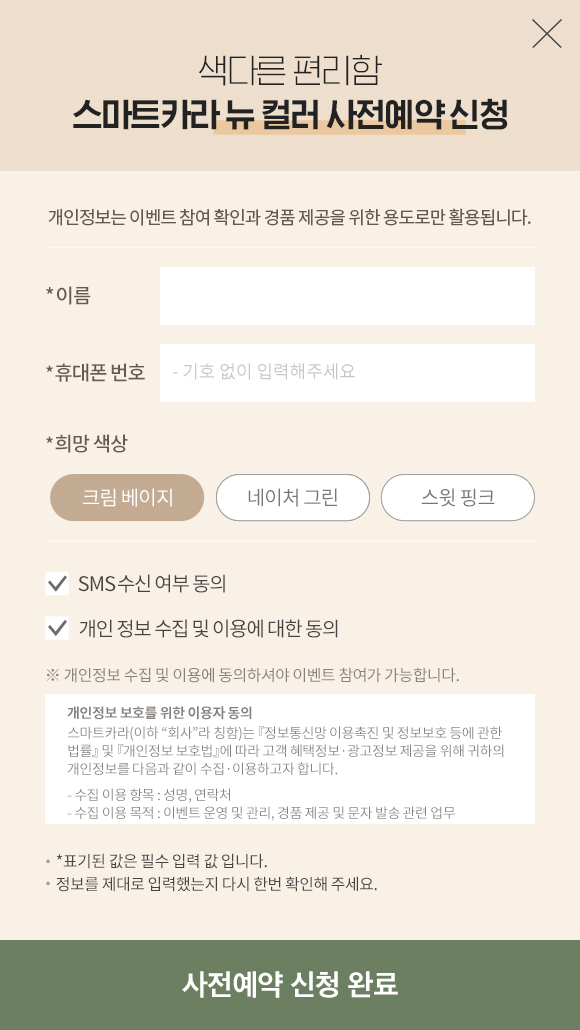 색다른 편리함
스마트카라 뉴 컬러 사전예약 신청
개인정보는 이벤트 참여 확인과 경품 제공을 위한 용도로만 활용됩니다.
*이름
*휴대폰 번호
- 기호 없이 입력해주세요
*희망 색상
크림 베이지 네이처 그린 스윗 핑크
SMS 수신 여부 동의
개인 정보 수집 및 이용에 대한 동의
※ 개인정보 수집 및 이용에 동의하셔야 이벤트 참여가 가능합니다.
개인정보 보호를 위한 이용자 동의
스마트카라(이하 “회사”라 칭함)는 『정보통신망 이용촉진 및 정보보호 등에 관한
법률』 및 『개인정보 보호법』에 따라 고객 혜택정보·광고정보 제공을 위해 귀하의
개인정보를 다음과 같이 수집·이용하고자 합니다.
- 수집 이용 항목 : 성명, 연락처
- 수집 이용 목적 : 이벤트 운영 및 관리, 경품 제공 및 문자 발송 관련 업무
• *표기된 값은 필수 입력 값 입니다.
• 정보를 제대로 입력했는지 다시 한번 확인해 주세요.
사전예약 신청 완료